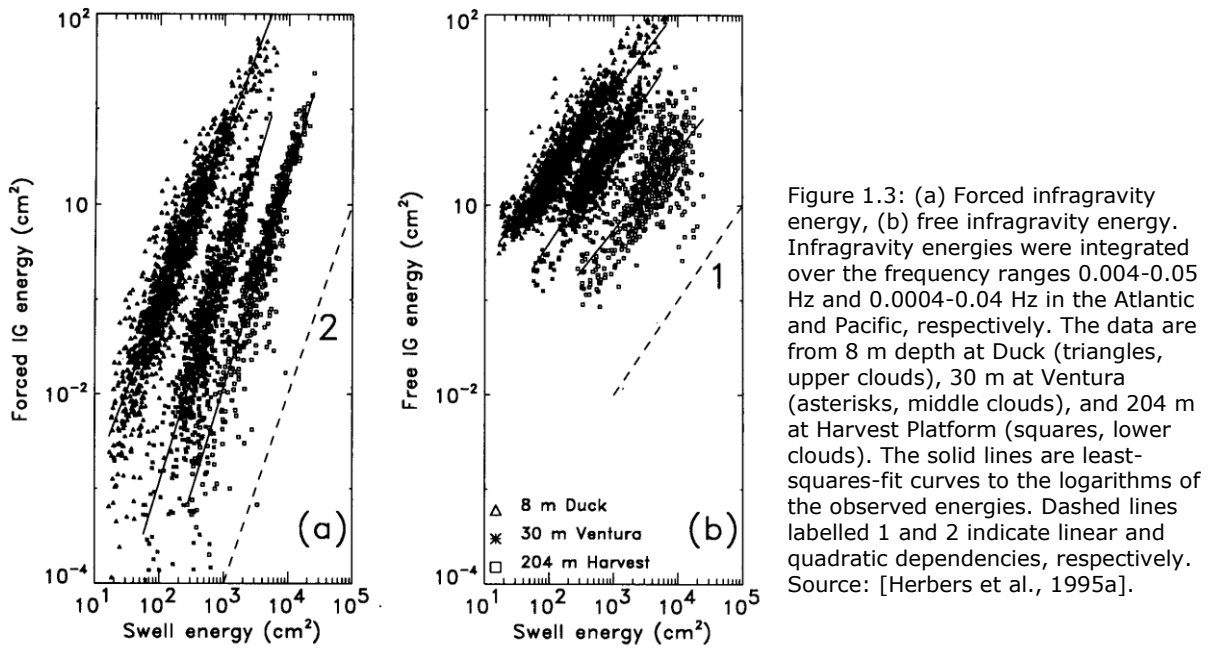 10²
10
10⁻²
10⁻⁴
Forced IG energy (cm²)
2
(a)
10¹ 10² 10³ 10⁴ 10⁵
Swell energy (cm²)
10²
10
10⁻²
10⁻⁴
Free IG energy (cm²)
1
8 m Duck
30 m Ventura
204 m Harvest
(b)
10¹ 10² 10³ 10⁴ 10⁵
Swell energy (cm²)
Figure 1.3: (a) Forced infragravity
energy, (b) free infragravity energy.
Infragravity energies were integrated
over the frequency ranges 0.004-0.05
Hz and 0.0004-0.04 Hz in the Atlantic
and Pacific, respectively. The data are
from 8 m depth at Duck (triangles,
upper clouds), 30 m at Ventura
(asterisks, middle clouds), and 204 m
at Harvest Platform (squares, lower
clouds). The solid lines are least-
squares-fit curves to the logarithms of
the observed energies. Dashed lines
labelled 1 and 2 indicate linear and
quadratic dependencies, respectively.
Source: [Herbers et al., 1995a].